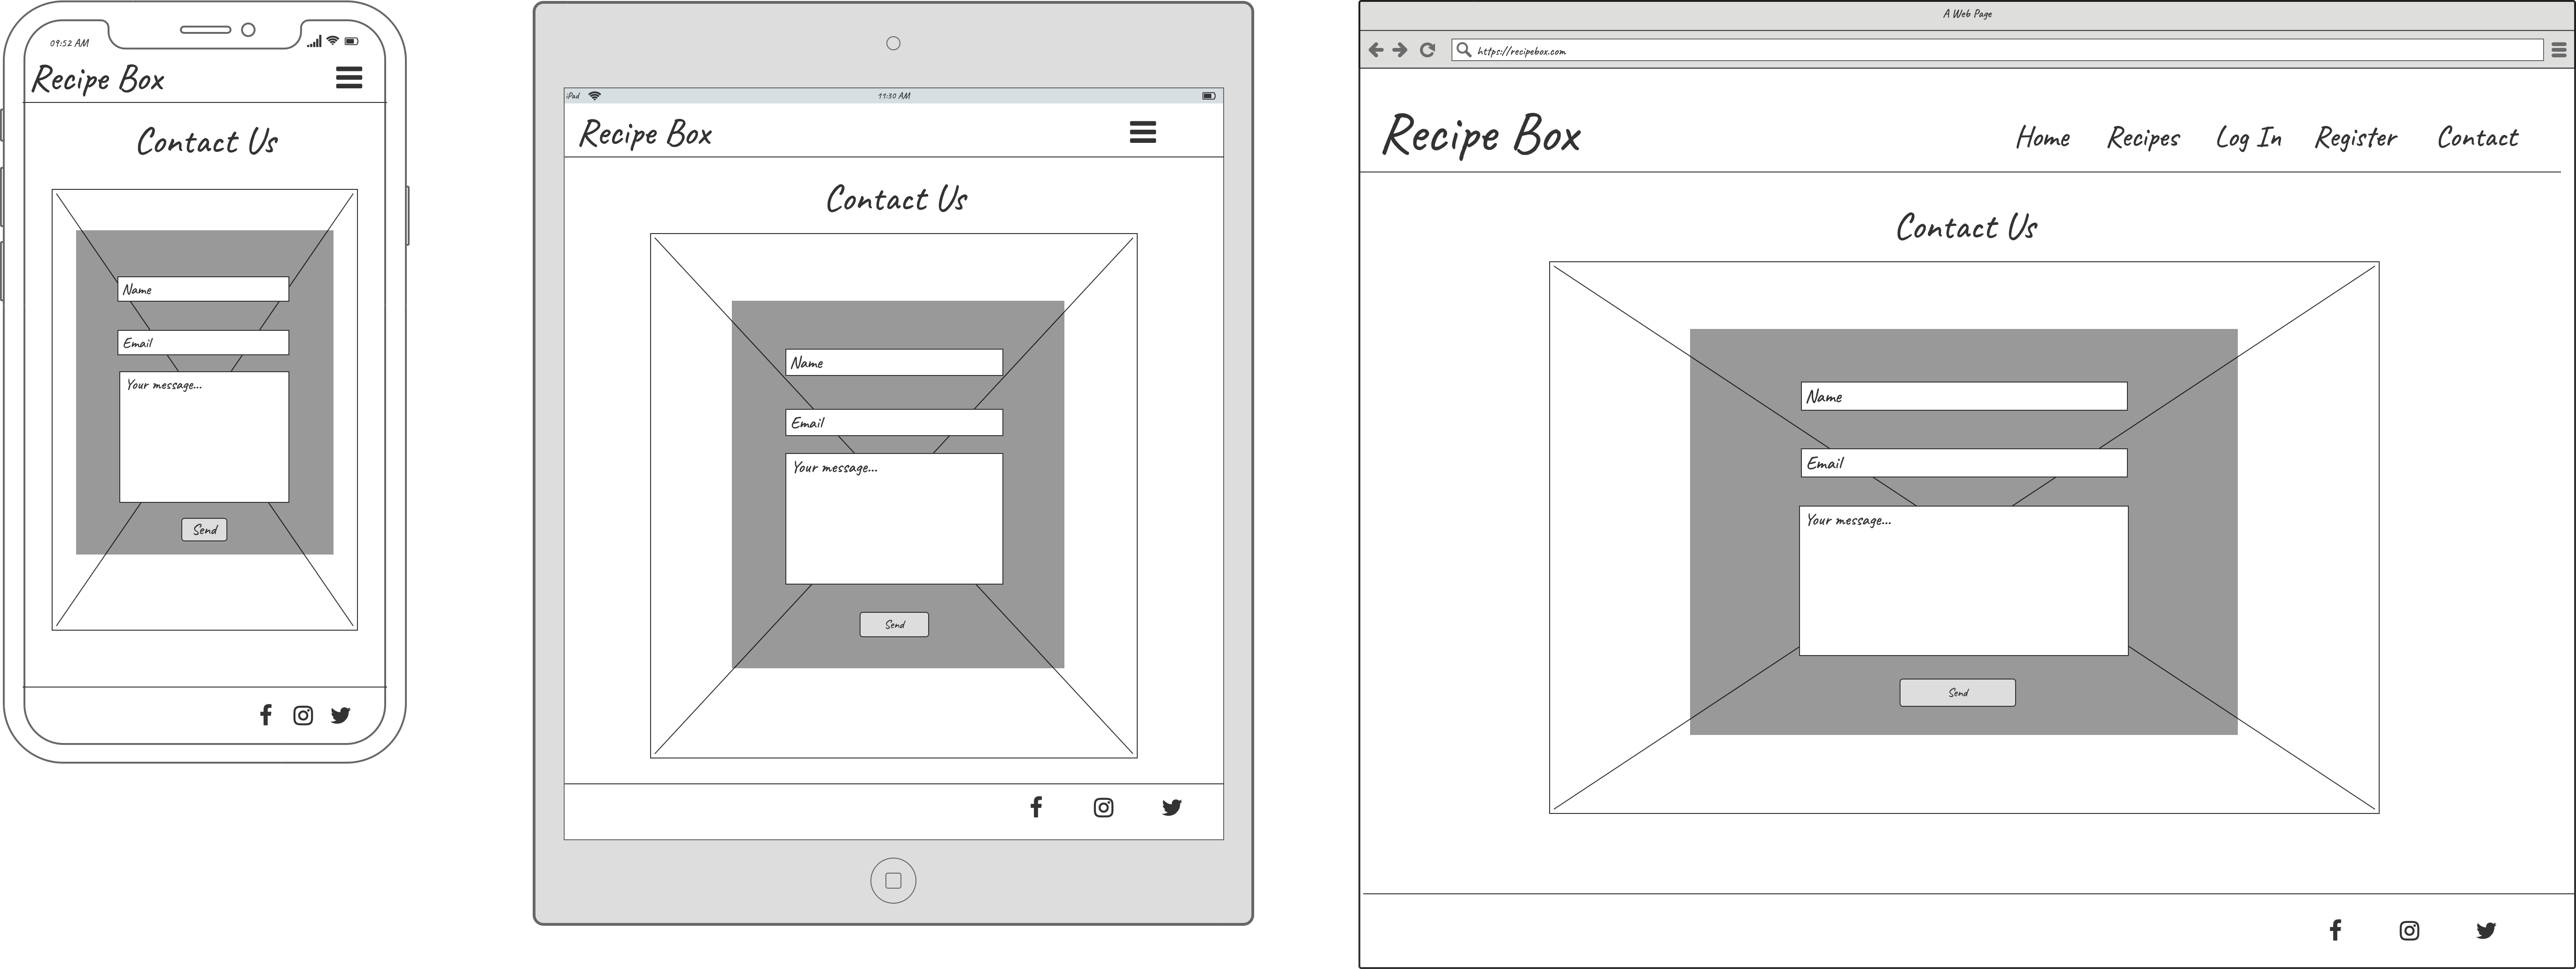 09:52 AM
Recipe Box
Contact Us
Name
Email
Your message...
Send
iPad
11:30 AM
Recipe Box
Contact Us
Name
Email
Your message...
Send
A Web Page
https://recipebox.com
Recipe Box
Home Recipes Log In Register Contact
Contact Us
Name
Email
Your message...
Send